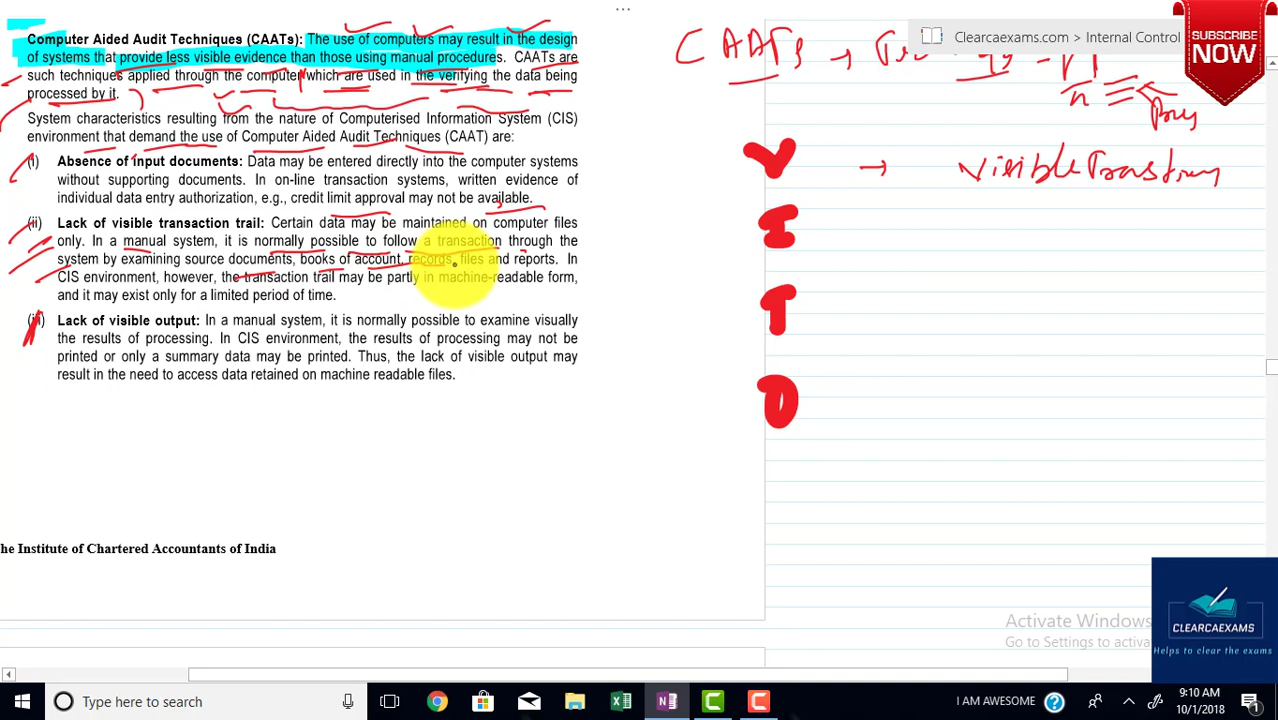 Computer Aided Audit Techniques (CAATs): The use of computers may result in the design
of systems that provide less visible evidence than those using manual procedures. CAATs are
such techniques applied through the computer which are used in the verifying the data being
processed by it.
System characteristics resulting from the nature of Computerised Information System (CIS)
environment that demand the use of Computer Aided Audit Techniques (CAAT) are:
(i) Absence of input documents: Data may be entered directly into the computer systems
without supporting documents. In on-line transaction systems, written evidence of
individual data entry authorization, e.g., credit limit approval may not be available.
(ii) Lack of visible transaction trail: Certain data may be maintained on computer files
only. In a manual system, it is normally possible to follow a transaction through the
system by examining source documents, books of account, records, files and reports. In
CIS environment, however, the transaction trail may be partly in machine-readable form,
and it may exist only for a limited period of time.
(iii) Lack of visible output: In a manual system, it is normally possible to examine visually
the results of processing. In CIS environment, the results of processing may not be
printed or only a summary data may be printed. Thus, the lack of visible output may
result in the need to access data retained on machine readable files.
he Institute of Chartered Accountants of India
CAATs →
V → visible
I
T
O
Clearcaexams > Internal Control
SUBSCRIBE
NOW
Activate Windows
Go to Settings to activa
CLEARCAEXAMS
Helps to clear the exams
Type here to search
I AM AWESOME
9:10 AM
10/1/2018